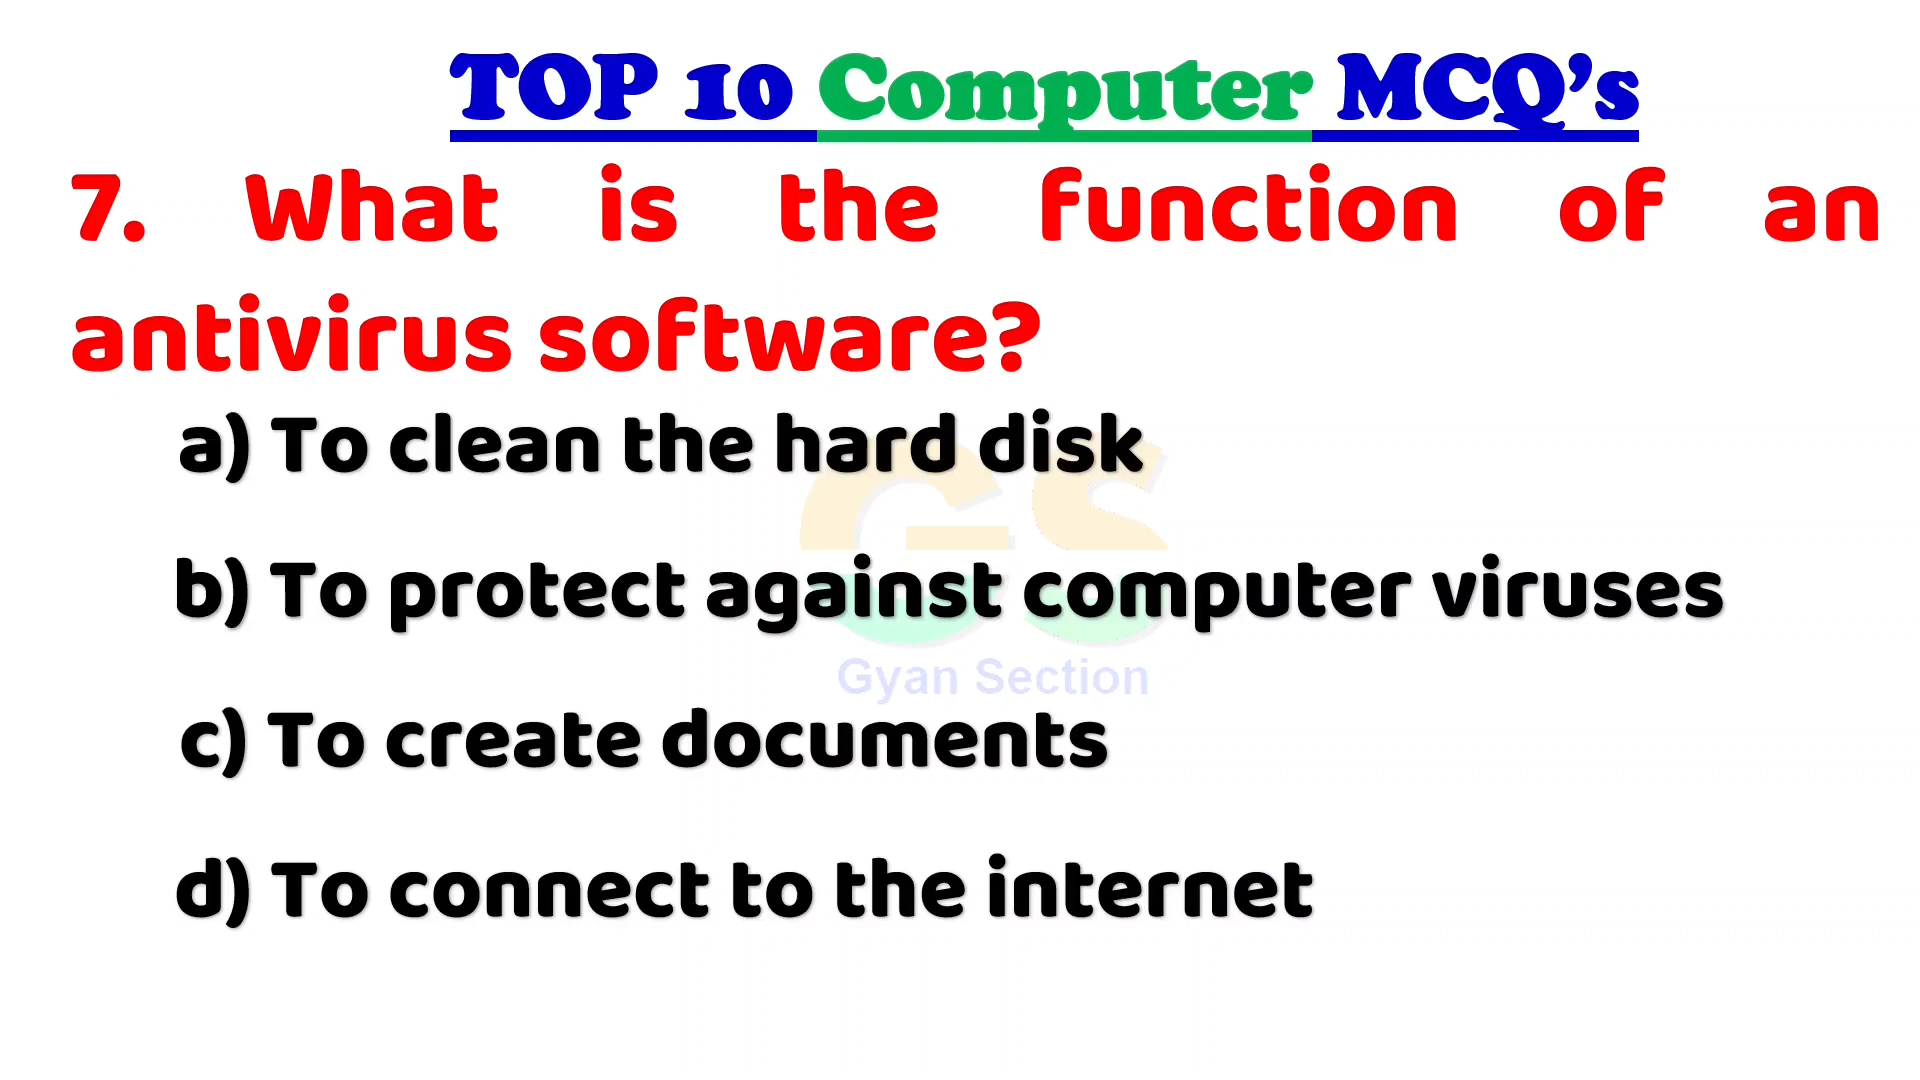 TOP 10 Computer MCQ’s
7. What is the function of an
antivirus software?
a) To clean the hard disk
GS
b) To protect against computer viruses
Gyan Section
c) To create documents
d) To connect to the internet